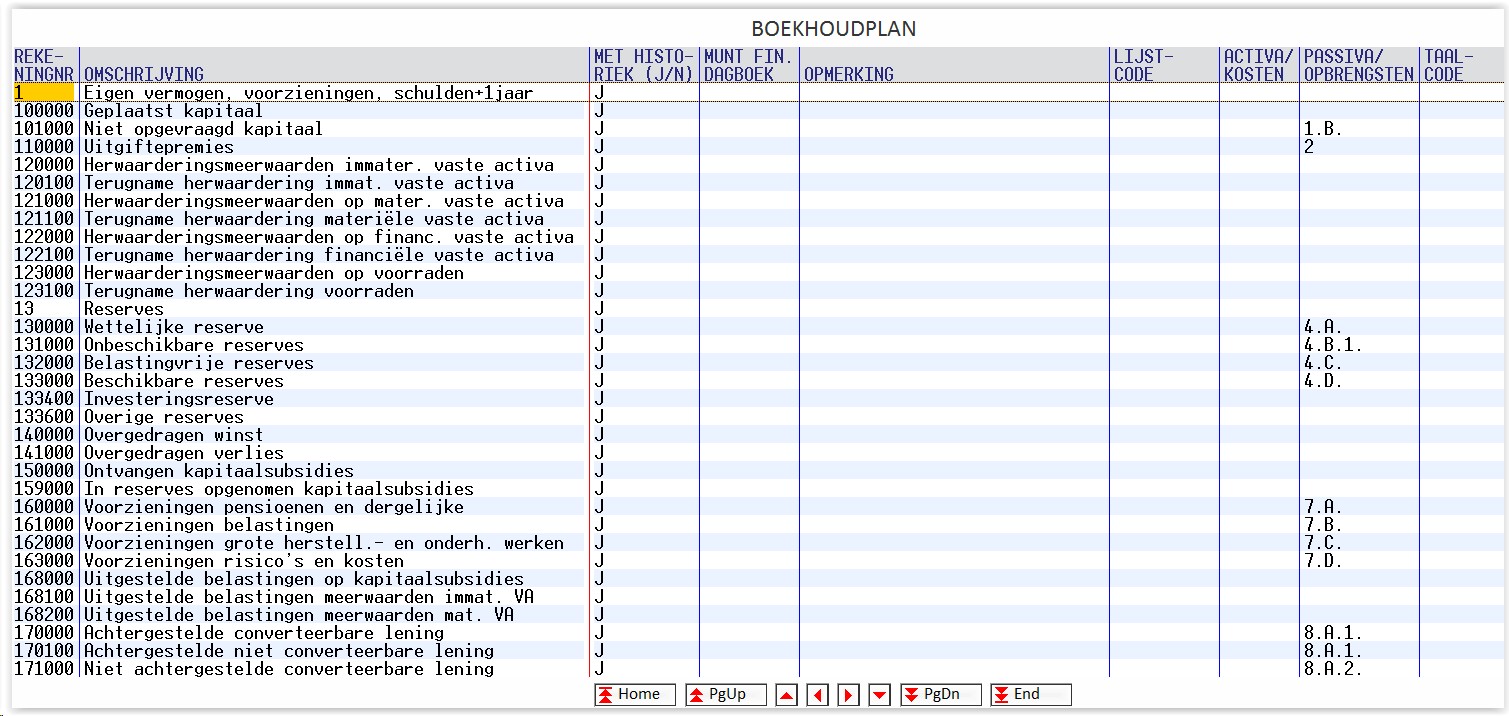 BOEKHOUDPLAN
REKE- MET HISTO- MUNT FIN. LIJST- ACTIVA/ PASSIVA/ TAAL-
NINGNR OMSCHRIJVING RIEK (J/N) DAGBOEK OPMERKING CODE KOSTEN OPBRENGSTEN CODE
1 Eigen vermogen, voorzieningen, schulden+1jaar J
100000 Geplaatst kapitaal J
101000 Niet opgevraagd kapitaal J 1.B.
110000 Uitgiftepremies J 2
120000 Herwaarderingsmeerwaarden immater. vaste activa J
120100 Terugname herwaardering immat. vaste activa J
121000 Herwaarderingsmeerwaarden op mater. vaste activa J
121100 Terugname herwaardering materiële vaste activa J
122000 Herwaarderingsmeerwaarden op financ. vaste activa J
122100 Terugname herwaardering financiële vaste activa J
123000 Herwaarderingsmeerwaarden op voorraden J
123100 Terugname herwaardering voorraden J
13 Reserves J
130000 Wettelijke reserve J 4.A.
131000 Onbeschikbare reserves J 4.B.1.
132000 Belastingvrije reserves J 4.C.
133000 Beschikbare reserves J 4.D.
133400 Investeringsreserve J
133600 Overige reserves J
140000 Overgedragen winst J
141000 Overgedragen verlies J
150000 Ontvangen kapitaalsubsidies J
159000 In reserves opgenomen kapitaalsubsidies J
160000 Voorzieningen pensioenen en dergelijke J 7.A.
161000 Voorzieningen belastingen J 7.B.
162000 Voorzieningen grote herstell.- en onderh. werken J 7.C.
163000 Voorzieningen risico's en kosten J 7.D.
168000 Uitgestelde belastingen op kapitaalsubsidies J
168100 Uitgestelde belastingen meerwaarden immat. VA J
168200 Uitgestelde belastingen meerwaarden mat. VA J
170000 Achtergestelde converteerbare lening J 8.A.1.
170100 Achtergestelde niet converteerbare lening J 8.A.1.
171000 Niet achtergestelde converteerbare lening J 8.A.2.
Home PgUp PgDn End